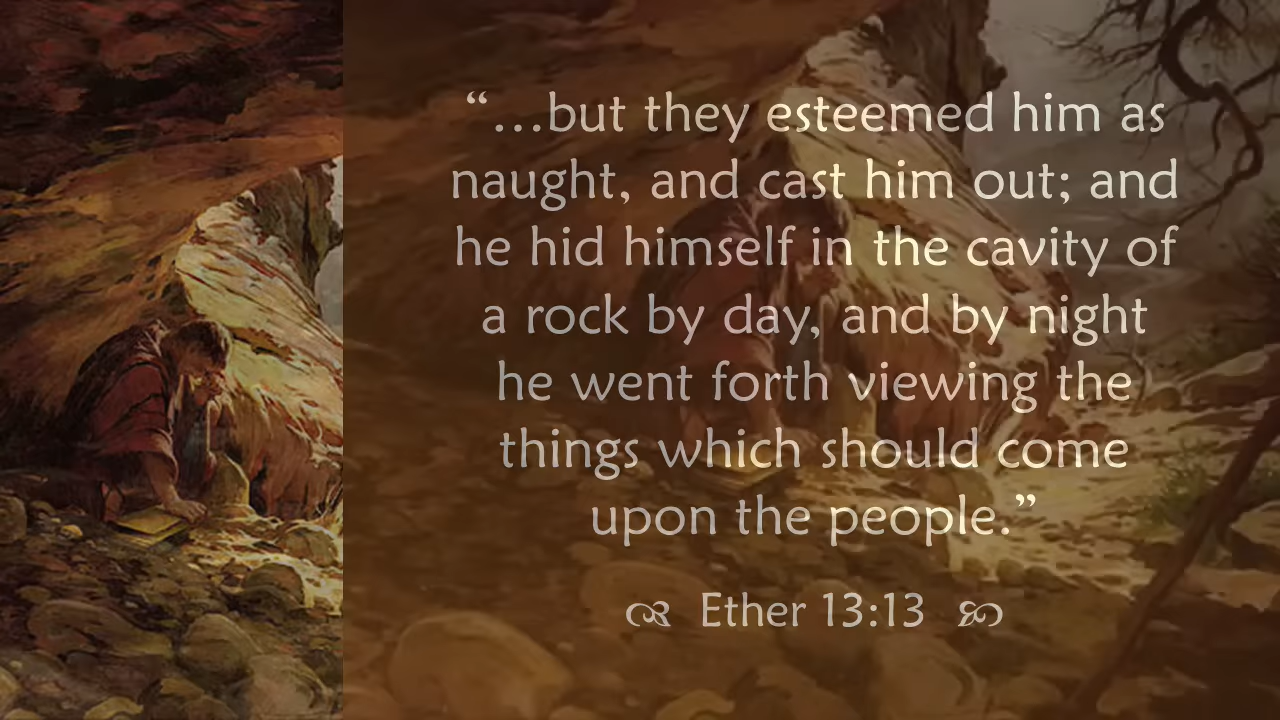 “…but they esteemed him as
naught, and cast him out; and
he hid himself in the cavity of
a rock by day, and by night
he went forth viewing the
things which should come
upon the people.”
Ether 13:13